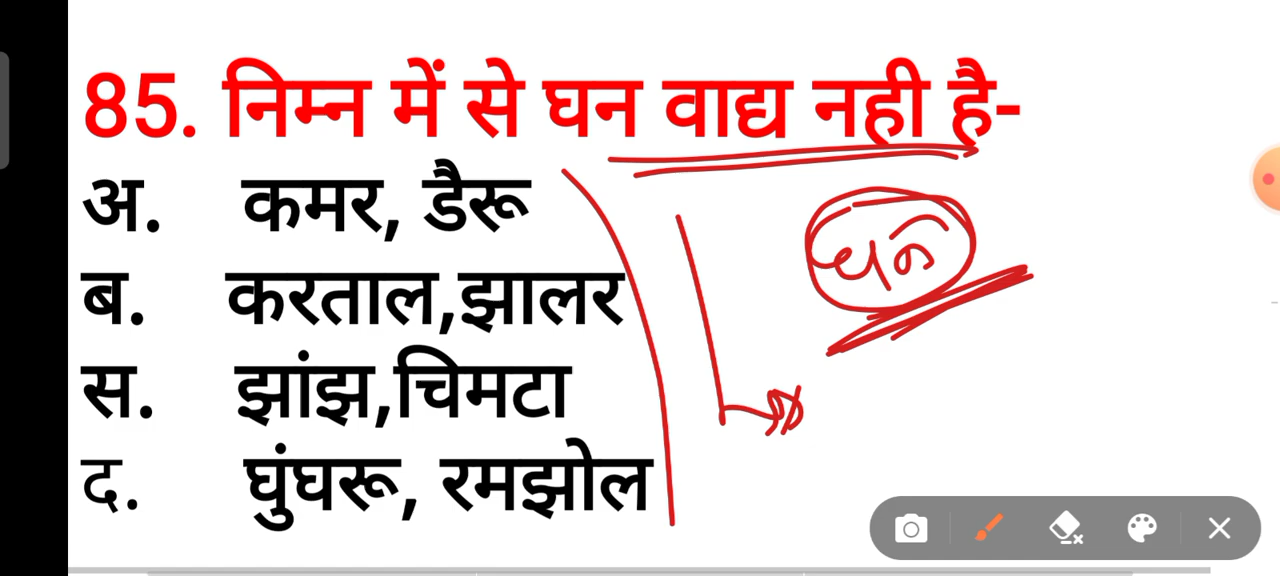 85. निम्न में से घन वाद्य नही है-
अ. कमर, डैरू
ब. करताल,झालर
स. झांझ,चिमटा
द. घुंघरू, रमझोल
घन